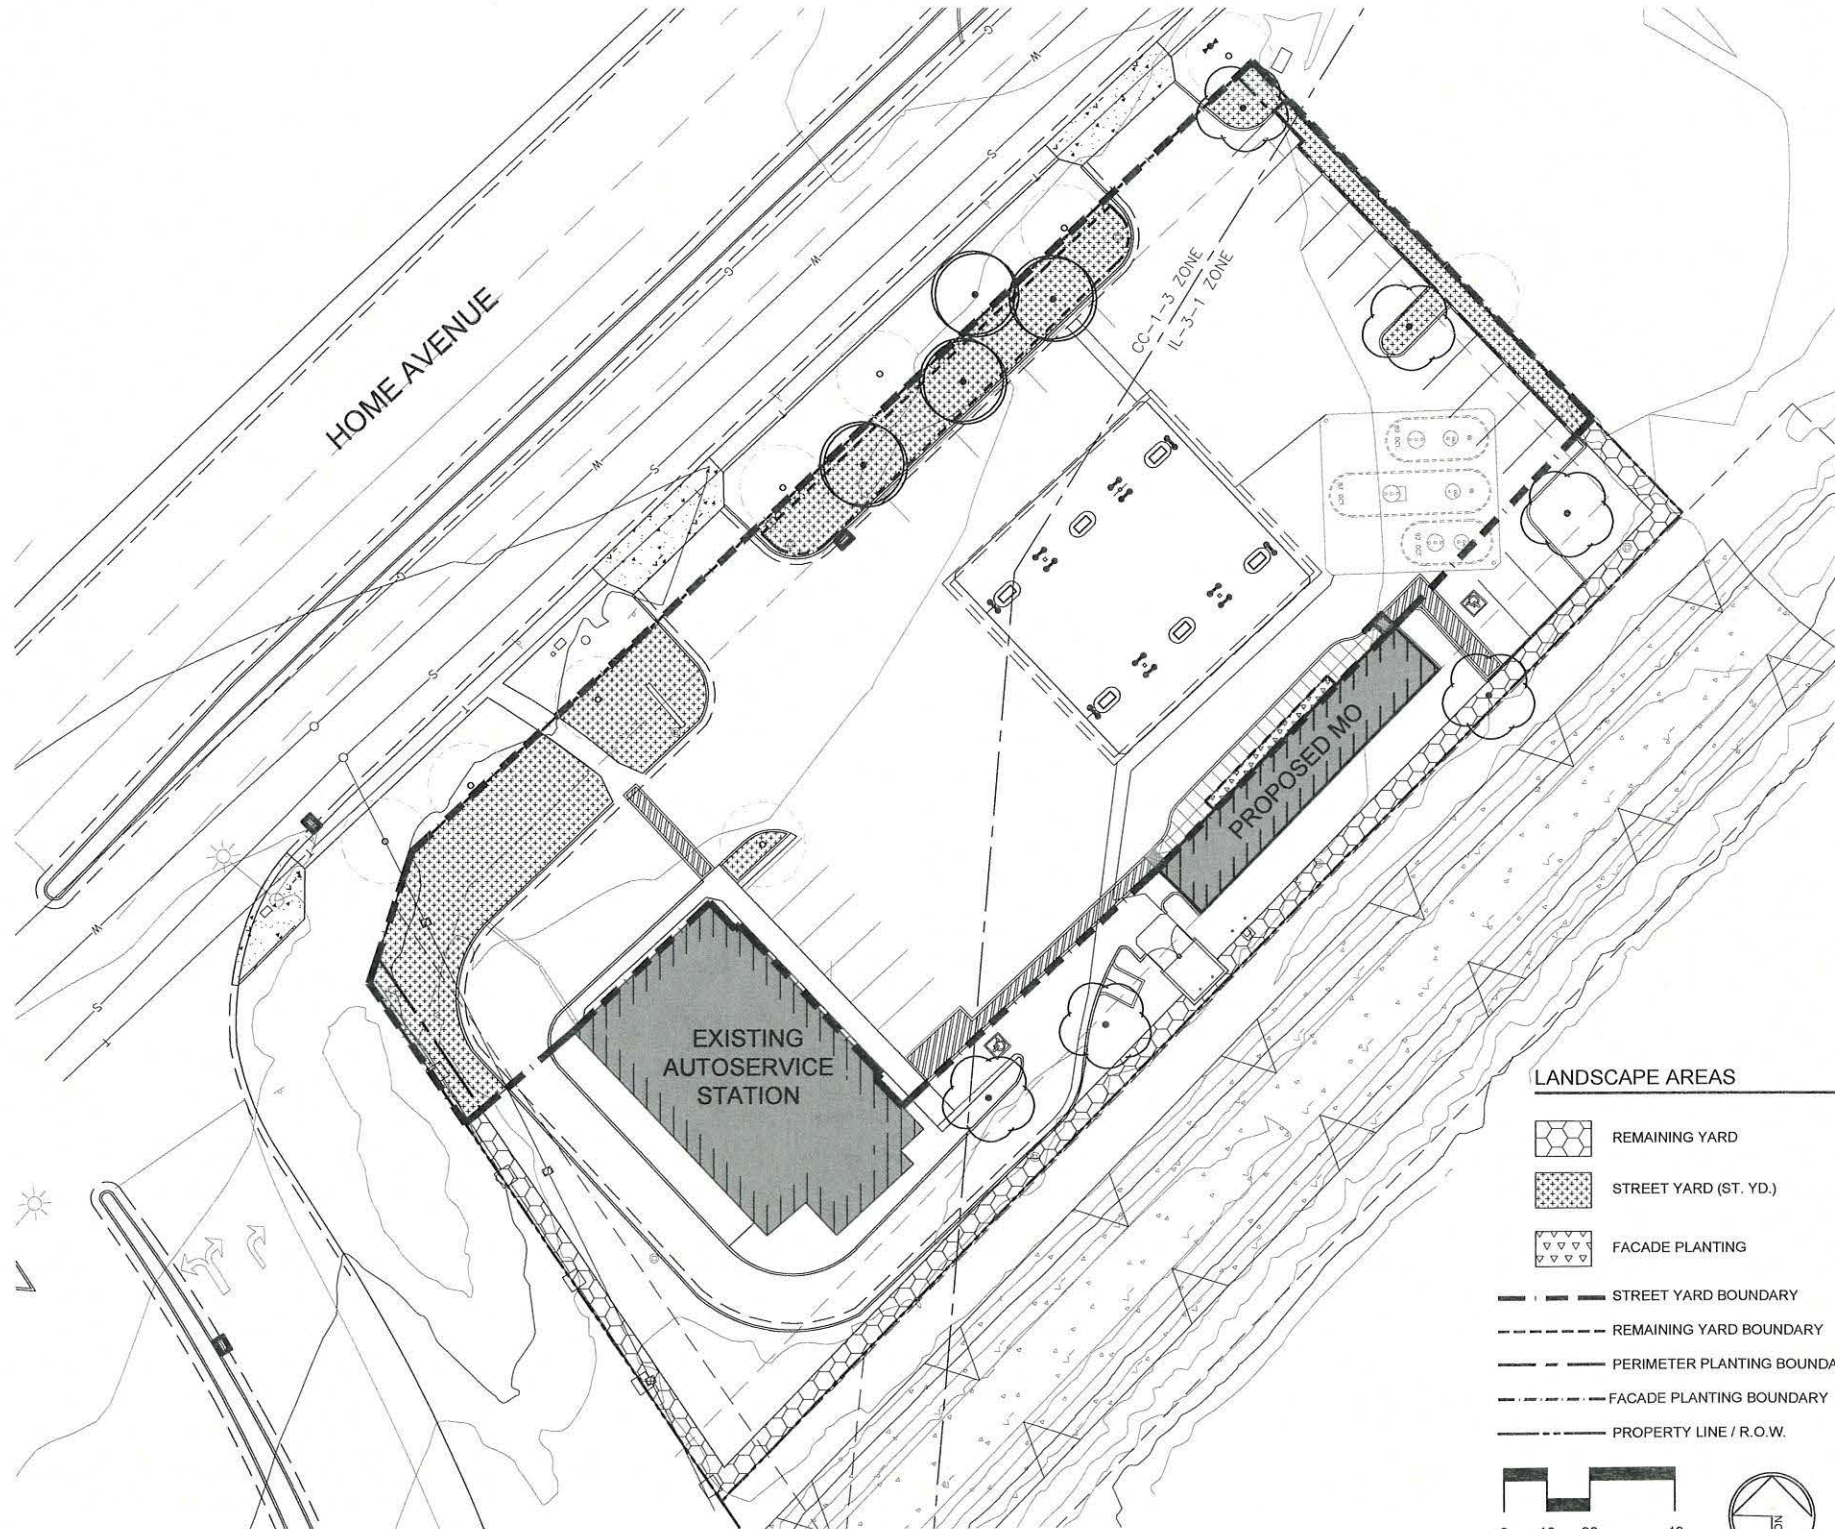 HOME AVENUE
CC-1-3 ZONE
IL-3-1 ZONE
PROPOSED MO
EXISTING
AUTOSERVICE
STATION
LANDSCAPE AREAS
REMAINING YARD
STREET YARD (ST. YD.)
FACADE PLANTING
STREET YARD BOUNDARY
REMAINING YARD BOUNDARY
PERIMETER PLANTING BOUNDA
FACADE PLANTING BOUNDARY
PROPERTY LINE / R.O.W.